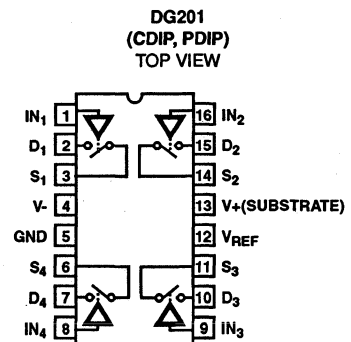 DG201
(CDIP, PDIP)
TOP VIEW
IN1 1 16 IN2
D1 2 15 D2
S1 3 14 S2
V- 4 13 V+(SUBSTRATE)
GND 5 12 VREF
S4 6 11 S3
D4 7 10 D3
IN4 8 9 IN3